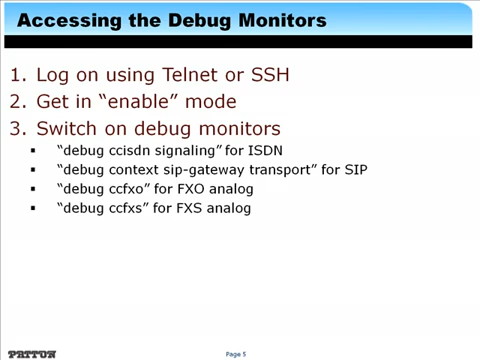 Accessing the Debug Monitors
1. Log on using Telnet or SSH
2. Get in “enable” mode
3. Switch on debug monitors
▪ “debug ccisdn signaling” for ISDN
▪ “debug context sip-gateway transport” for SIP
▪ “debug ccfxo” for FXO analog
▪ “debug ccfxs” for FXS analog
PATTON
Page 5